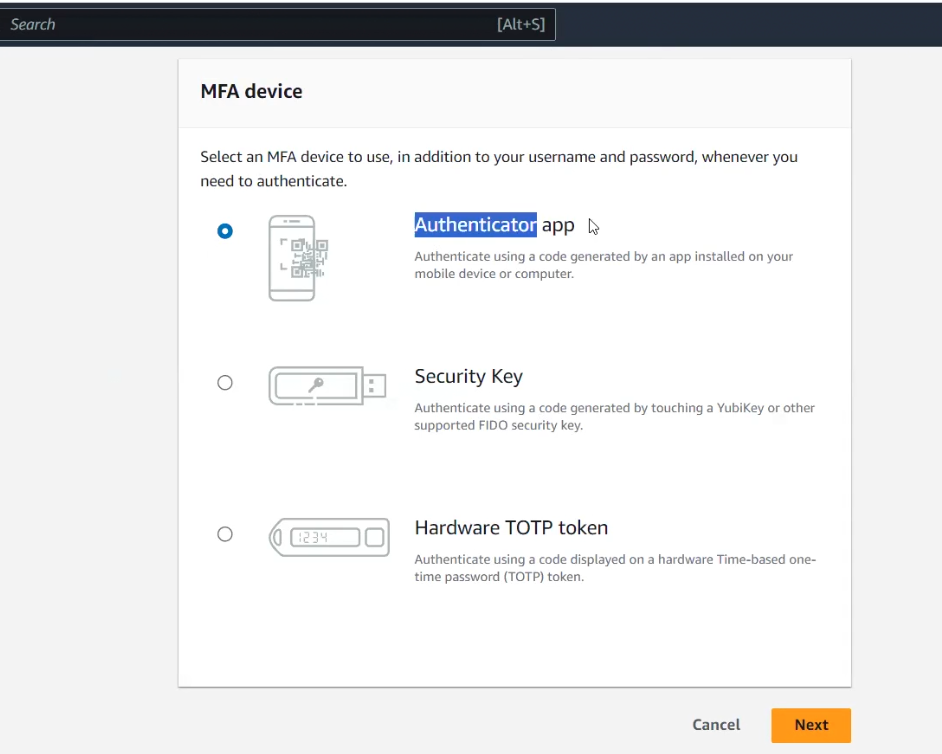 Search [Alt+S]
MFA device
Select an MFA device to use, in addition to your username and password, whenever you
need to authenticate.
Authenticator app
Authenticate using a code generated by an app installed on your
mobile device or computer.
Security Key
Authenticate using a code generated by touching a YubiKey or other
supported FIDO security key.
1234
Hardware TOTP token
Authenticate using a code displayed on a hardware Time-based one-
time password (TOTP) token.
Cancel Next